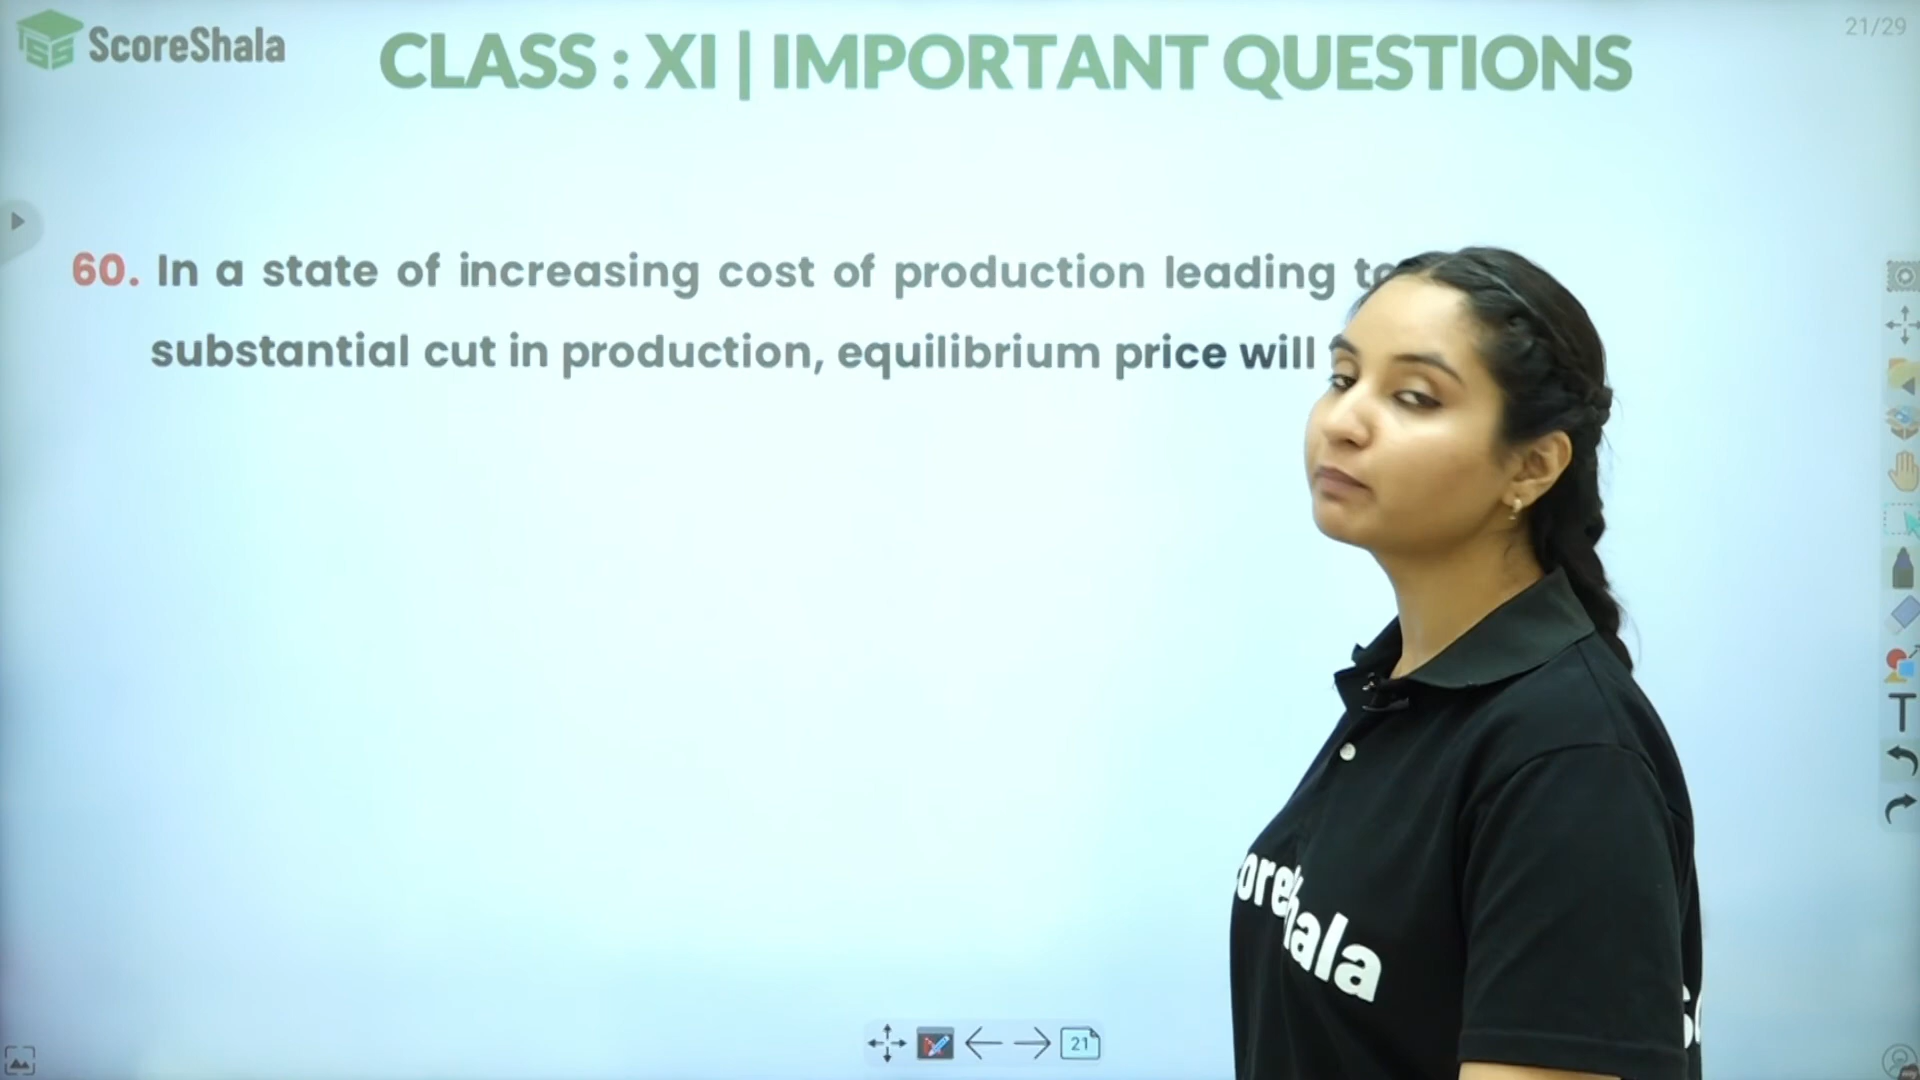 ScoreShala
CLASS : XI | IMPORTANT QUESTIONS
21/29
60. In a state of increasing cost of production leading to
substantial cut in production, equilibrium price will
T
21